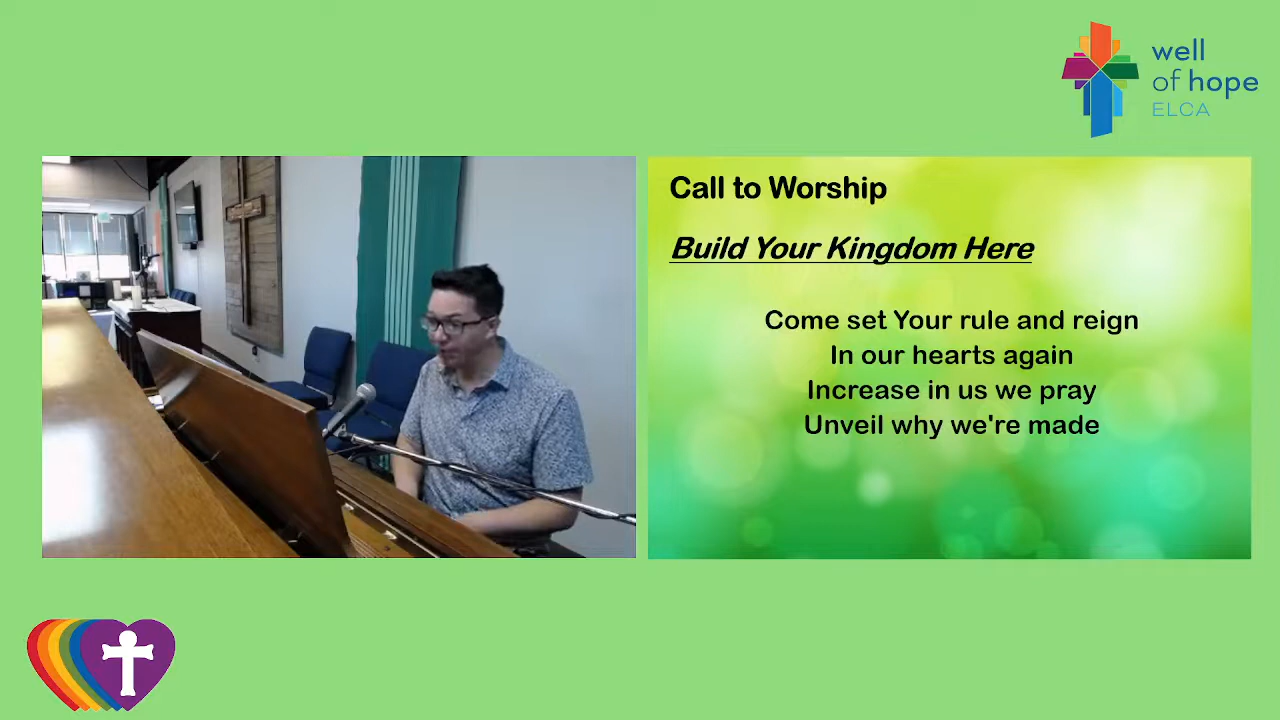 well
of hope
ELCA
Call to Worship
Build Your Kingdom Here
Come set Your rule and reign
In our hearts again
Increase in us we pray
Unveil why we're made